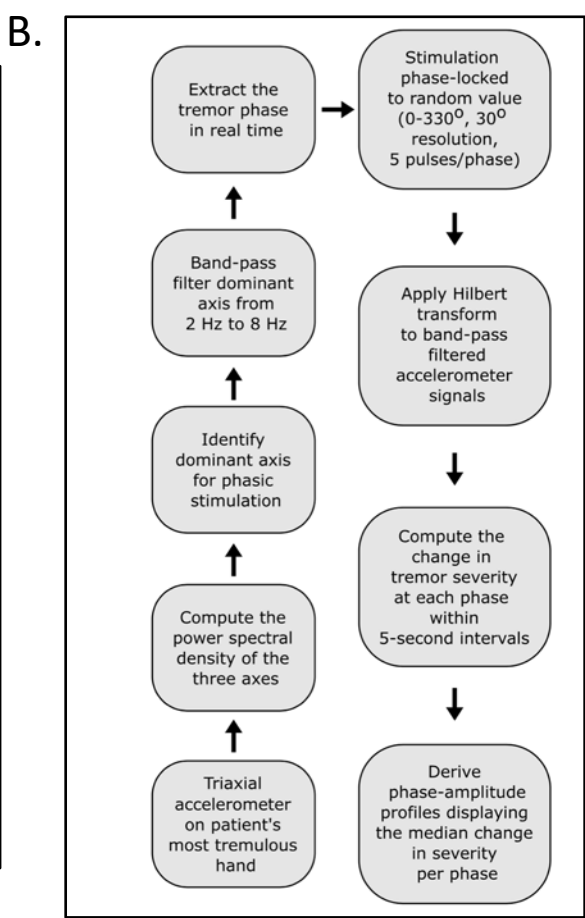 B.
Extract the
tremor phase
in real time
Stimulation
phase-locked
to random value
(0-330⁰, 30⁰
resolution,
5 pulses/phase)
Band-pass
filter dominant
axis from
2 Hz to 8 Hz
Apply Hilbert
transform
to band-pass
filtered
accelerometer
signals
Identify
dominant axis
for phasic
stimulation
Compute the
change in
tremor severity
at each phase
within
5-second intervals
Compute the
power spectral
density of the
three axes
Triaxial
accelerometer
on patient's
most tremulous
hand
Derive
phase-amplitude
profiles displaying
the median change
in severity
per phase